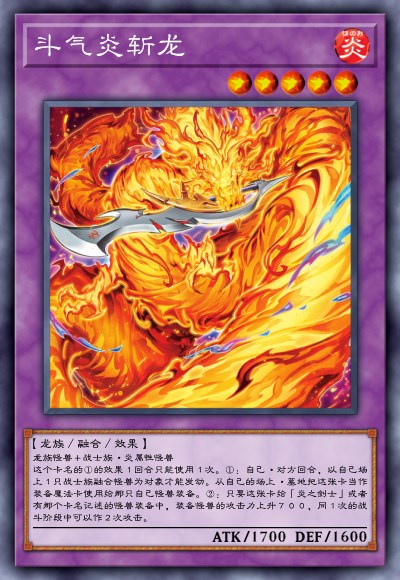 斗气炎斩龙
ほのお
炎
【龙族／融合／效果】
龙族怪兽＋战士族·炎属性怪兽
这个卡名的①的效果1回合只能使用1次。①：自己·对方回合，以自己场
上1只战士族融合怪兽为对象才能发动。从自己的场上·墓地把这张卡当作
装备魔法卡使用给那只自己怪兽装备。②：只要这张卡给「炎之剑士」或者
有那个卡名记述的怪兽装备中，装备怪兽的攻击力上升７００，同1次的战
斗阶段中可以作2次攻击。
ATK/1700 DEF/1600